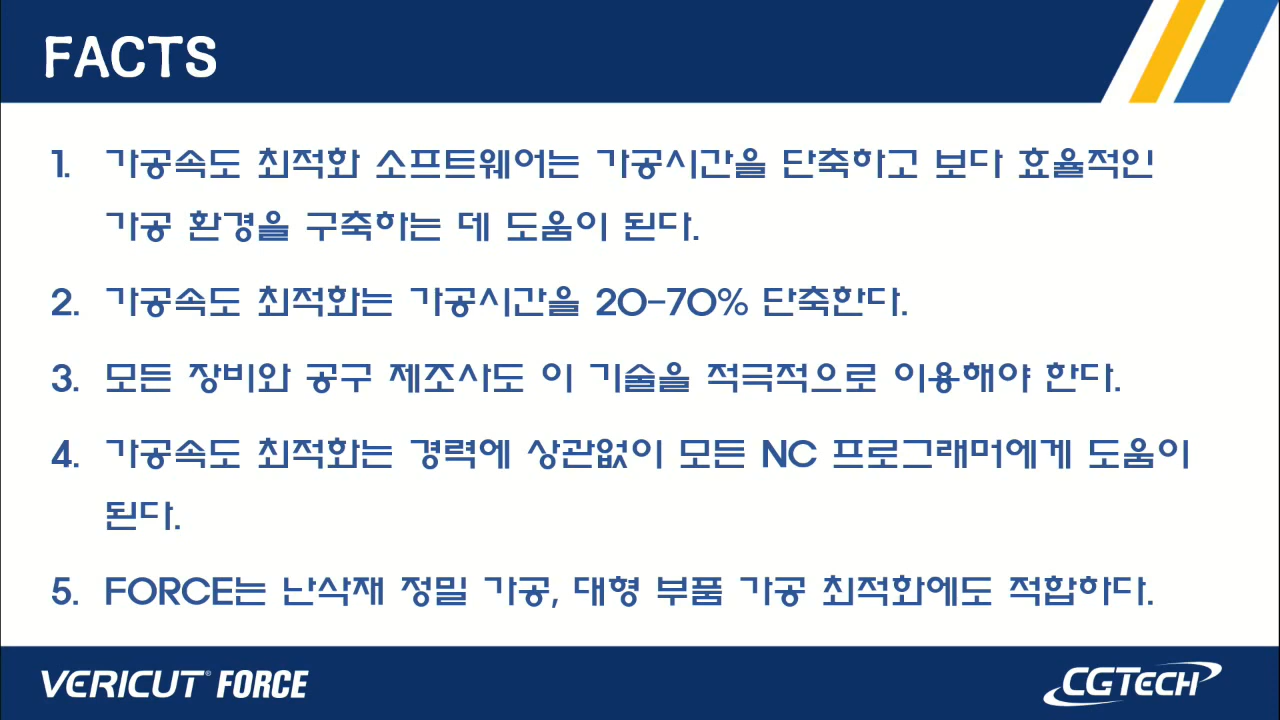 FACTS
1. 가공속도 최적화 소프트웨어는 가공시간을 단축하고 보다 효율적인
가공 환경을 구축하는 데 도움이 된다.
2. 가공속도 최적화는 가공시간을 20-70% 단축한다.
3. 모든 장비와 공구 제조사도 이 기술을 적극적으로 이용해야 한다.
4. 가공속도 최적화는 경력에 상관없이 모든 NC 프로그래머에게 도움이
된다.
5. FORCE는 난삭재 정밀 가공, 대형 부품 가공 최적화에도 적합하다.
VERICUT® FORCE
CGTECH